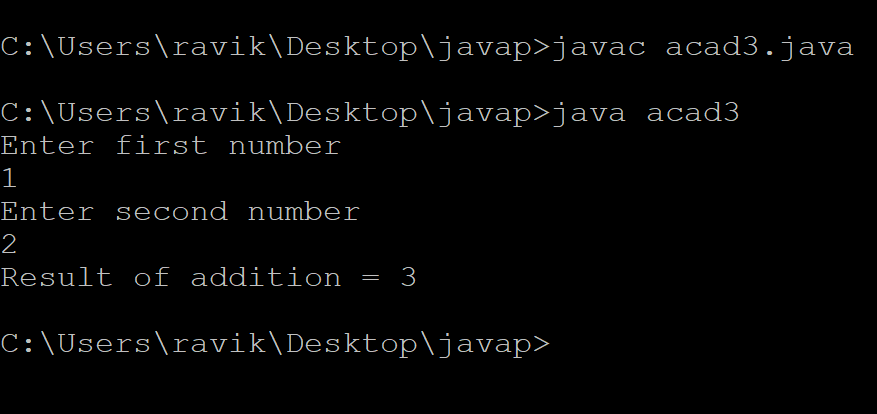 C:\Users\ravik\Desktop\javap>javac acad3.java
C:\Users\ravik\Desktop\javap>java acad3
Enter first number
1
Enter second number
2
Result of addition = 3
C:\Users\ravik\Desktop\javap>